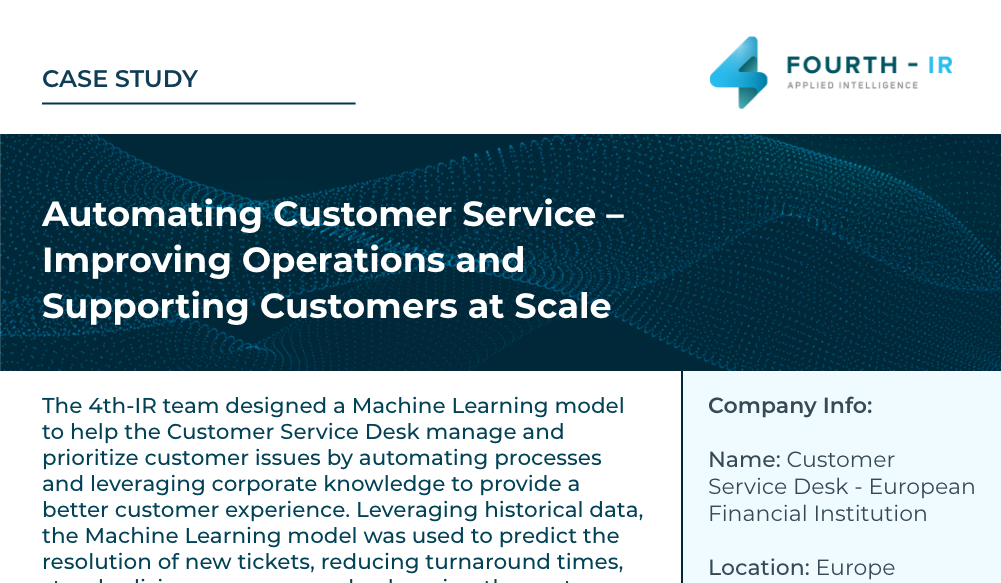 CASE STUDY
FOURTH - IR
APPLIED INTELLIGENCE
Automating Customer Service –
Improving Operations and
Supporting Customers at Scale
The 4th-IR team designed a Machine Learning model
to help the Customer Service Desk manage and
prioritize customer issues by automating processes
and leveraging corporate knowledge to provide a
better customer experience. Leveraging historical data,
the Machine Learning model was used to predict the
resolution of new tickets, reducing turnaround times,
Company Info:
Name: Customer
Service Desk - European
Financial Institution
Location: Europe